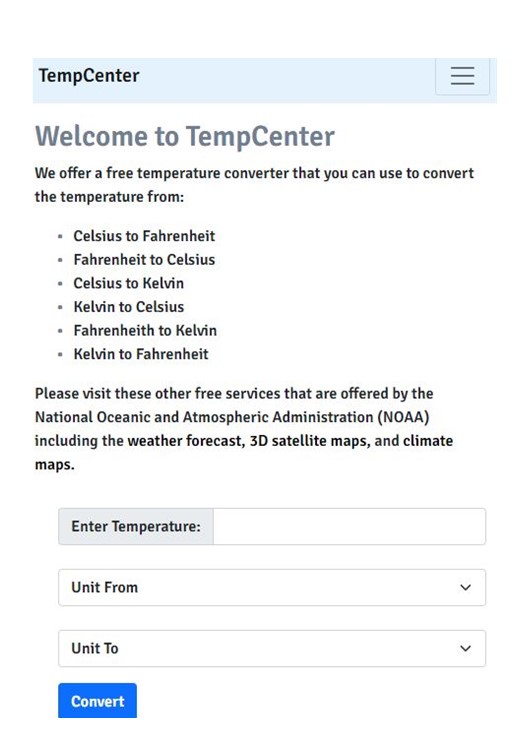 TempCenter
Welcome to TempCenter
We offer a free temperature converter that you can use to convert
the temperature from:
Celsius to Fahrenheit
Fahrenheit to Celsius
Celsius to Kelvin
Kelvin to Celsius
Fahrenheith to Kelvin
Kelvin to Fahrenheit
Please visit these other free services that are offered by the
National Oceanic and Atmospheric Administration (NOAA)
including the weather forecast, 3D satellite maps, and climate
maps.
Enter Temperature:
Unit From
Unit To
Convert